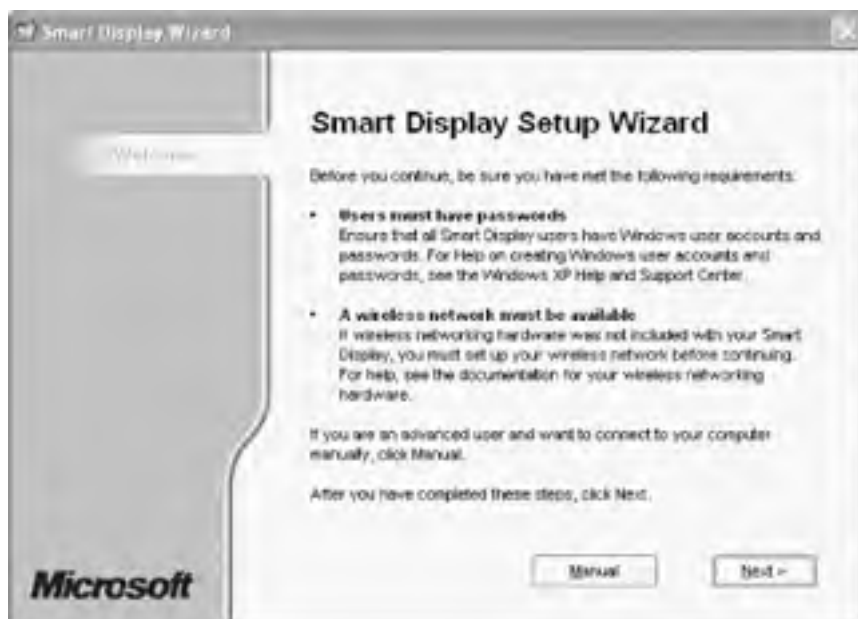 Smart Display Wizard
Welcome
Smart Display Setup Wizard
Before you continue, be sure you have met the following requirements:
• Users must have passwords
Ensure that all Smart Display users have Windows user accounts and
passwords. For Help on creating Windows user accounts and
passwords, see the Windows XP Help and Support Center.
• A wireless network must be available
If wireless networking hardware was not included with your Smart
Display, you must set up your wireless network before continuing.
For help, see the documentation for your wireless networking
hardware.
If you are an advanced user and want to connect to your computer
manually, click Manual.
After you have completed these steps, click Next.
Microsoft
Manual
Next >